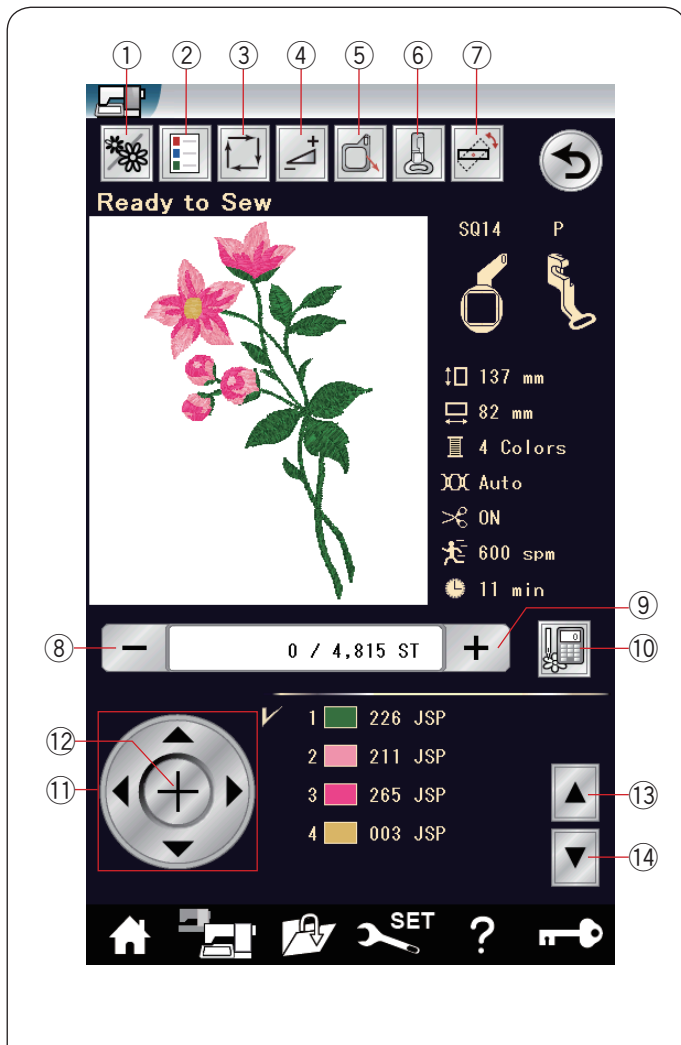 ① ② ③ ④ ⑤ ⑥ ⑦
Ready to Sew
SQ14 P
137 mm
82 mm
4 Colors
Auto
ON
600 spm
11 min
⑧ − 0 / 4,815 ST + ⑨
⑩
1 226 JSP
2 211 JSP
3 265 JSP
4 003 JSP
⑫
⑪
⑬
⑭
SET
?